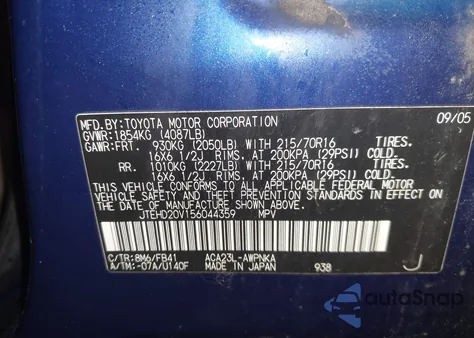 MFD.BY:TOYOTA MOTOR CORPORATION 09/05
GVWR:1854KG (4087LB)
GAWR:FRT. 930KG (2050LB) WITH 215/70R16 TIRES.
16X6 1/2J RIMS. AT 200KPA (29PSI) COLD.
RR. 1010KG (2227LB) WITH 215/70R16 TIRES.
16X6 1/2J RIMS. AT 200KPA (29PSI) COLD.
THIS VEHICLE CONFORMS TO ALL APPLICABLE FEDERAL MOTOR
VEHICLE SAFETY STANDARDS IN EFFECT ON THE DATE OF
MANUFACTURE SHOWN ABOVE.
JTEHD20V156044359 MPV
C/TR:8M6/FB41 ACA23L-AWPNKA
A/TM:-07A/U140F MADE IN JAPAN 938 J
autoSnap